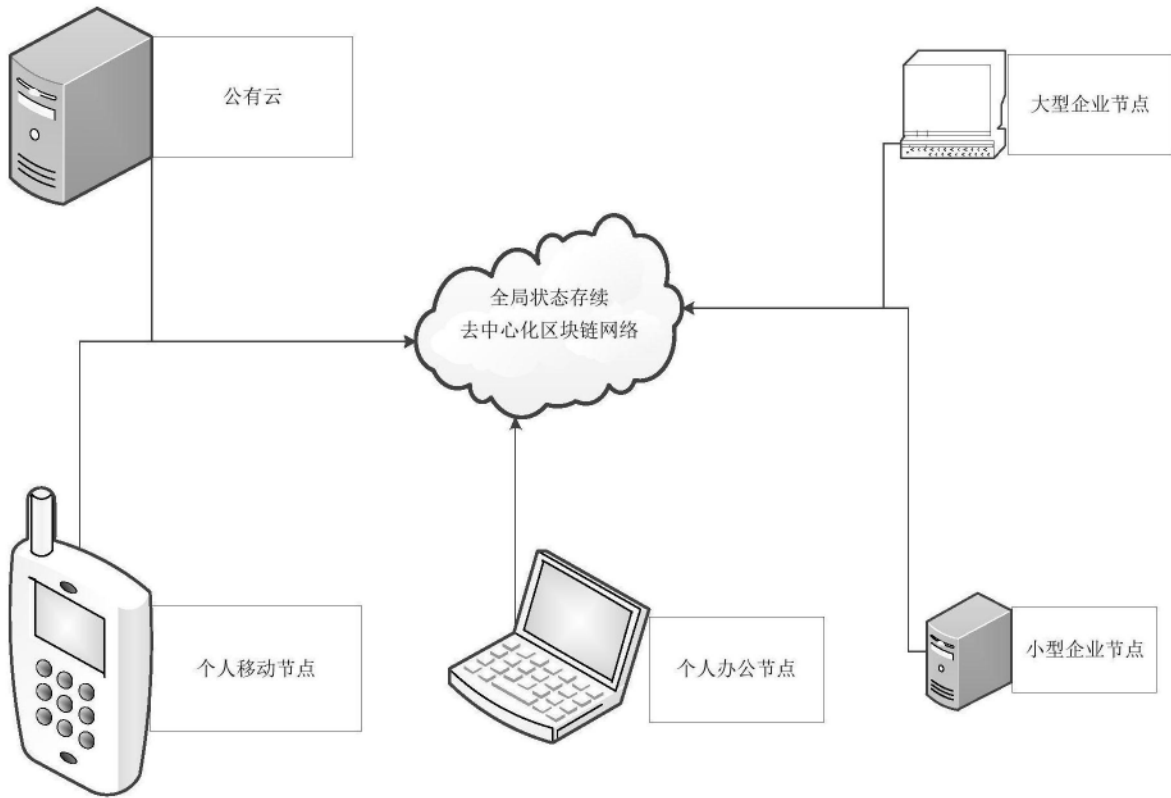 公有云
大型企业节点
全局状态存续
去中心化区块链网络
个人移动节点
个人办公节点
小型企业节点